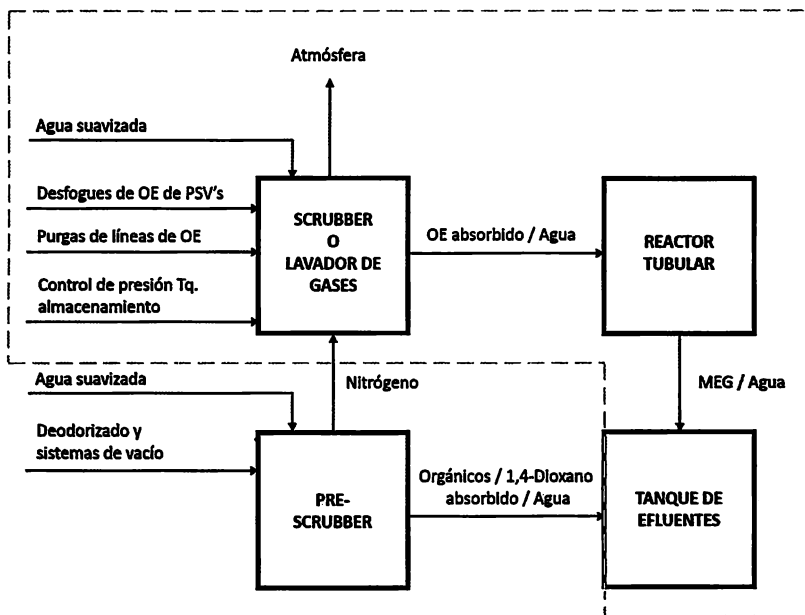 Atmósfera
Agua suavizada
Desfogues de OE de PSV's
Purgas de líneas de OE
Control de presión Tq.
almacenamiento
SCRUBBER
O
LAVADOR DE
GASES
OE absorbido / Agua
REACTOR
TUBULAR
Nitrógeno
MEG / Agua
Agua suavizada
Deodorizado y
sistemas de vacío
PRE-
SCRUBBER
Orgánicos / 1,4-Dioxano
absorbido / Agua
TANQUE DE
EFLUENTES